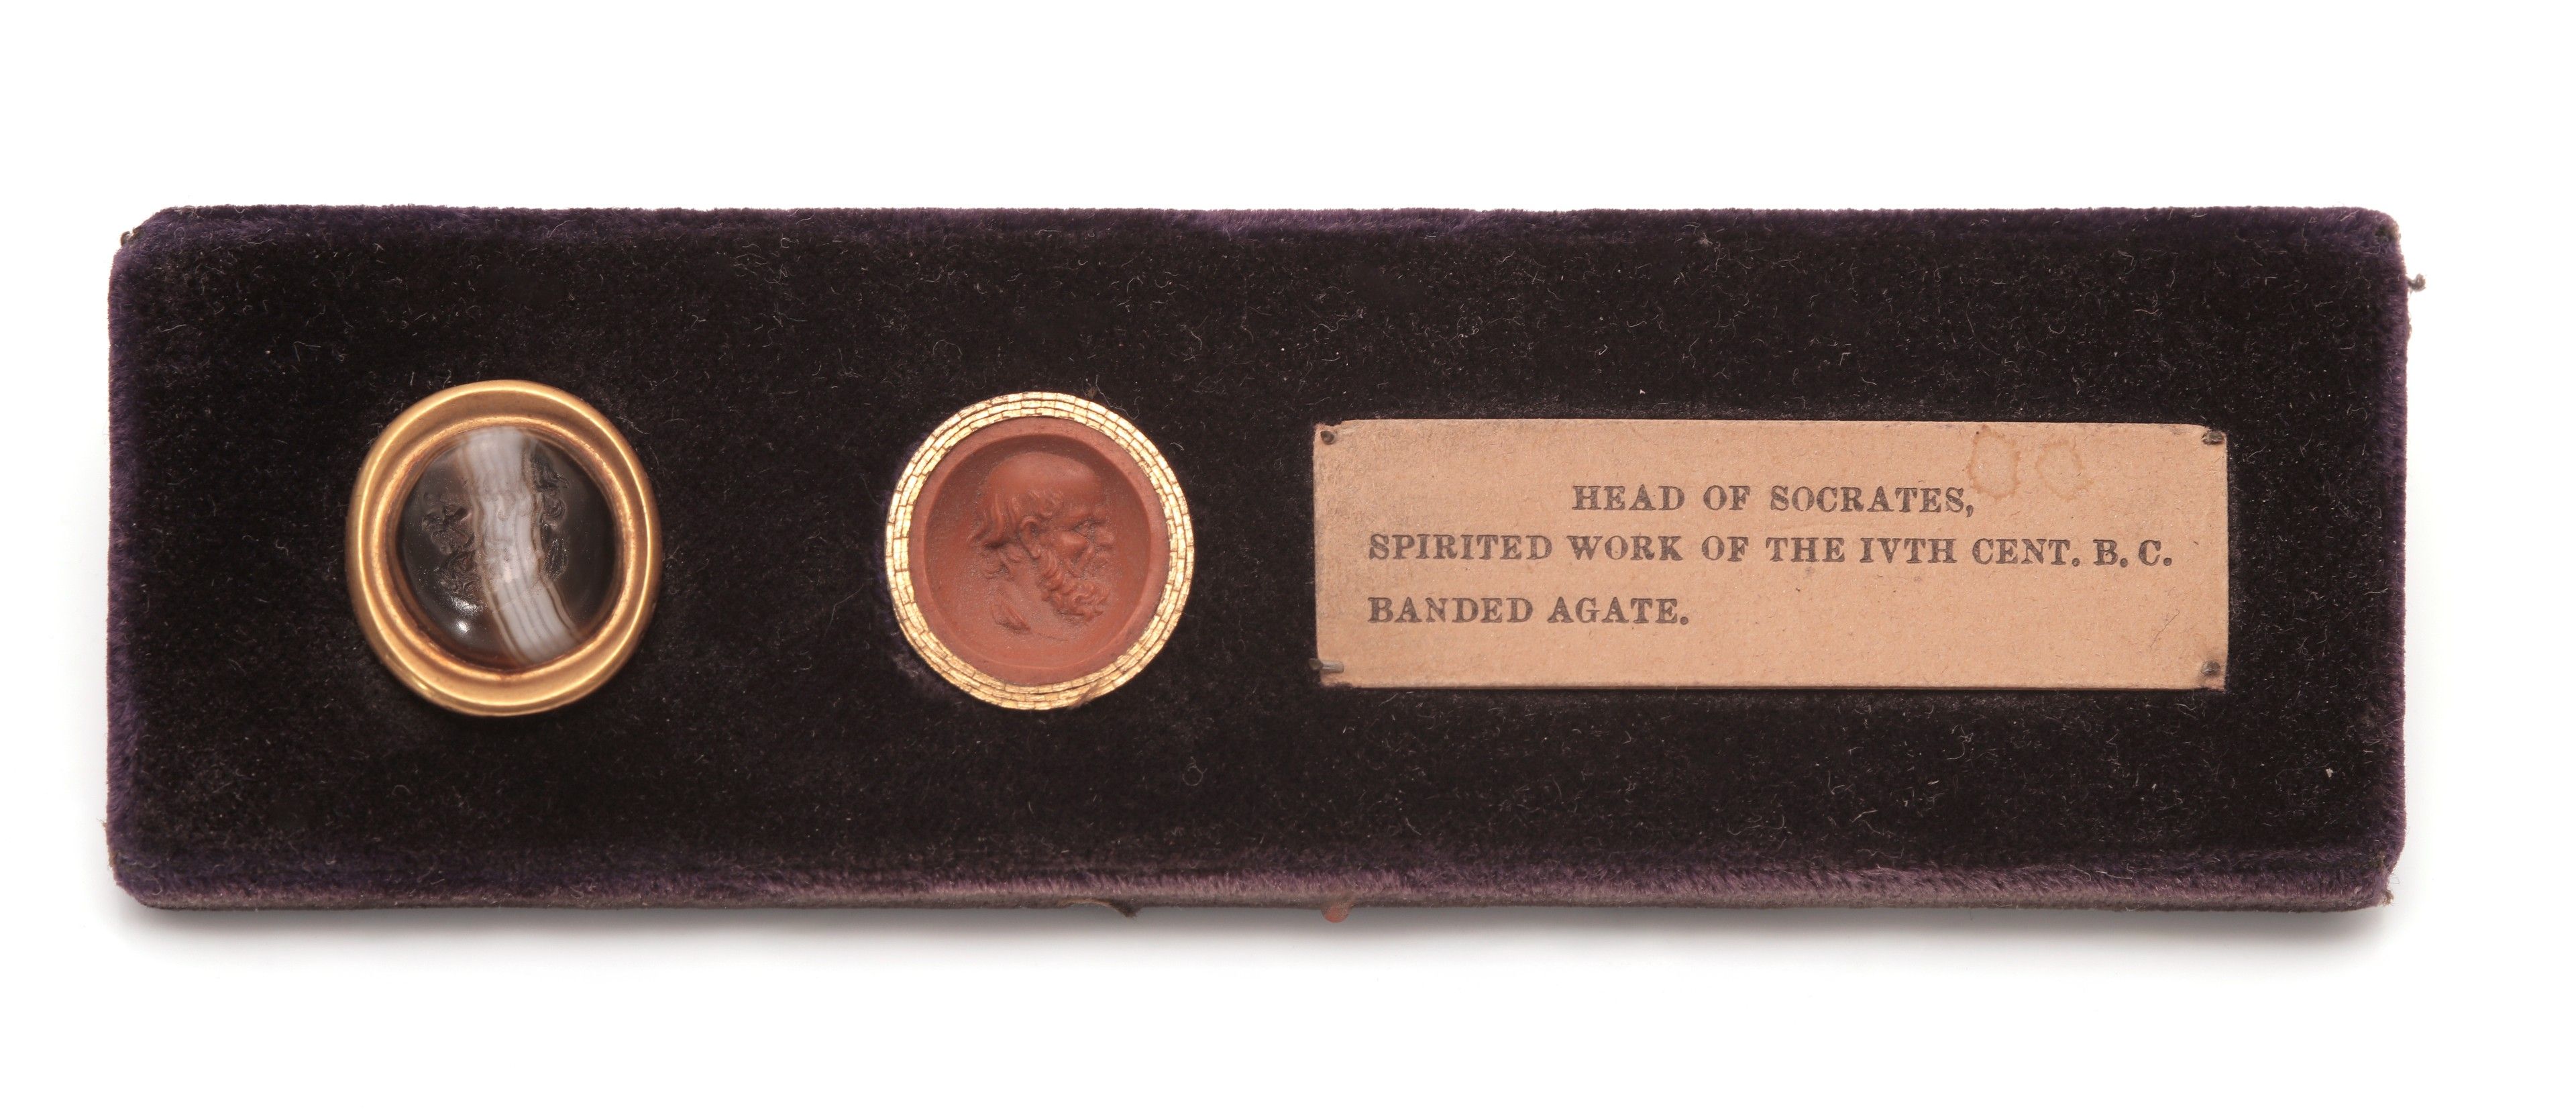 HEAD OF SOCRATES,
SPIRITED WORK OF THE IVTH CENT. B. C.
BANDED AGATE.